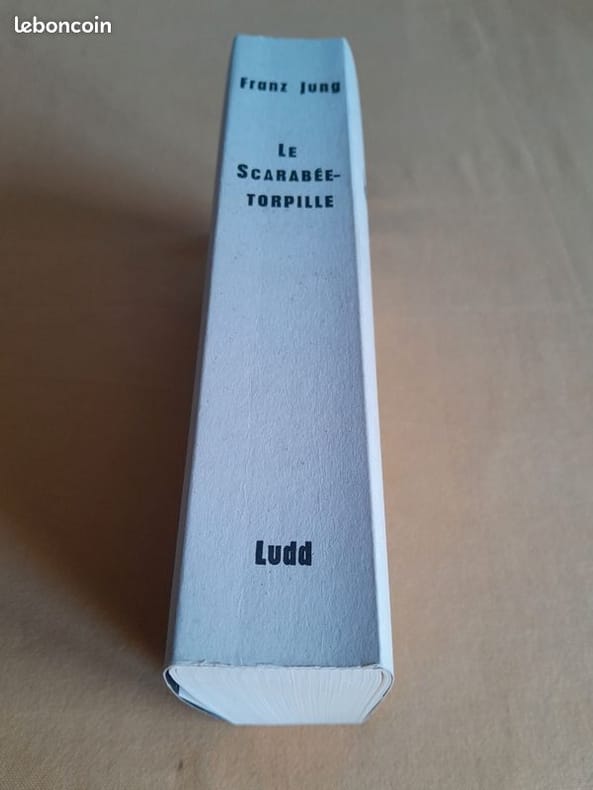 leboncoin
Franz Jung
LE
SCARABÉE-
TORPILLE
Ludd